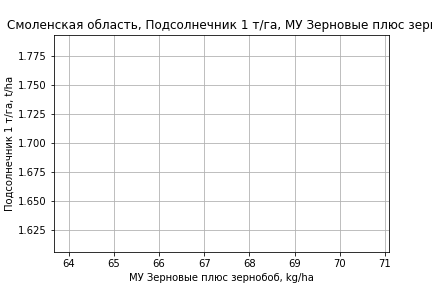 Смоленская область, Подсолнечник 1 т/га, МУ Зерновые плюс зерн
1.775
1.750
1.725
1.700
1.675
1.650
1.625
Подсолнечник 1 т/га, t/ha
64 65 66 67 68 69 70 71
МУ Зерновые плюс зернобоб, kg/ha